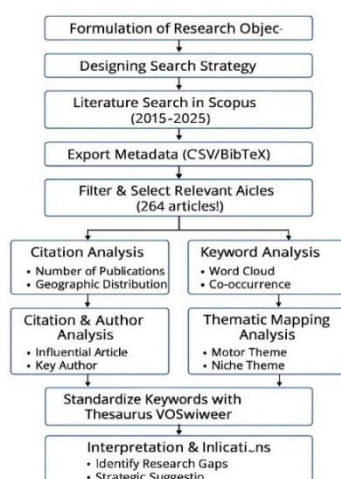 Formulation of Research Objec-
Designing Search Strategy
Literature Search in Scopus
(2015-2025)
Export Metadata (CSV/BibTeX)
Filter & Select Relevant Aicles
(264 articles!)
Citation Analysis
• Number of Publications
• Geographic Distribution
Keyword Analysis
• Word Cloud
• Co-occurrence
Citation & Author
Analysis
• Influential Article
• Key Author
Thematic Mapping
Analysis
• Motor Theme
• Niche Theme
Standardize Keywords with
Thesaurus VOSwiweer
Interpretation &
• Identify Research Gaps
• Strategic Suggestio